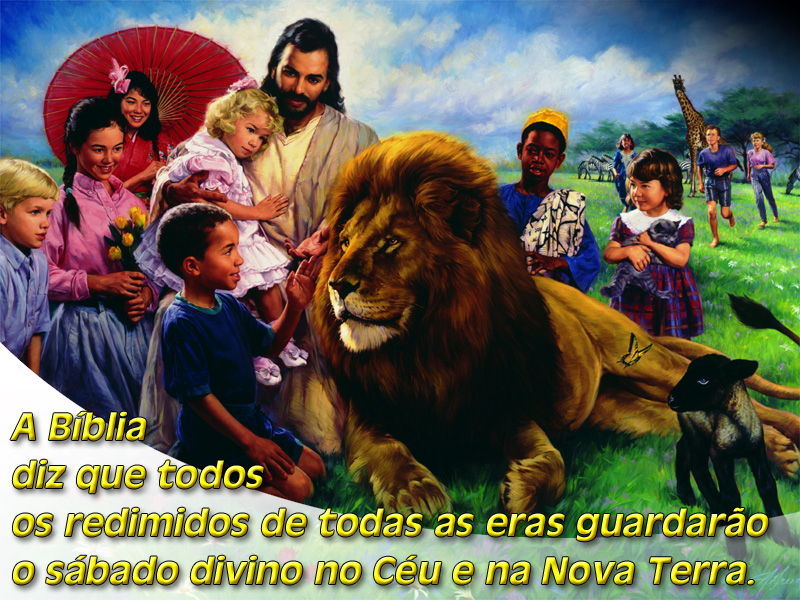 A Bíblia
diz que todos
os redimidos de todas as eras guardarão
o sábado divino no Céu e na Nova Terra.